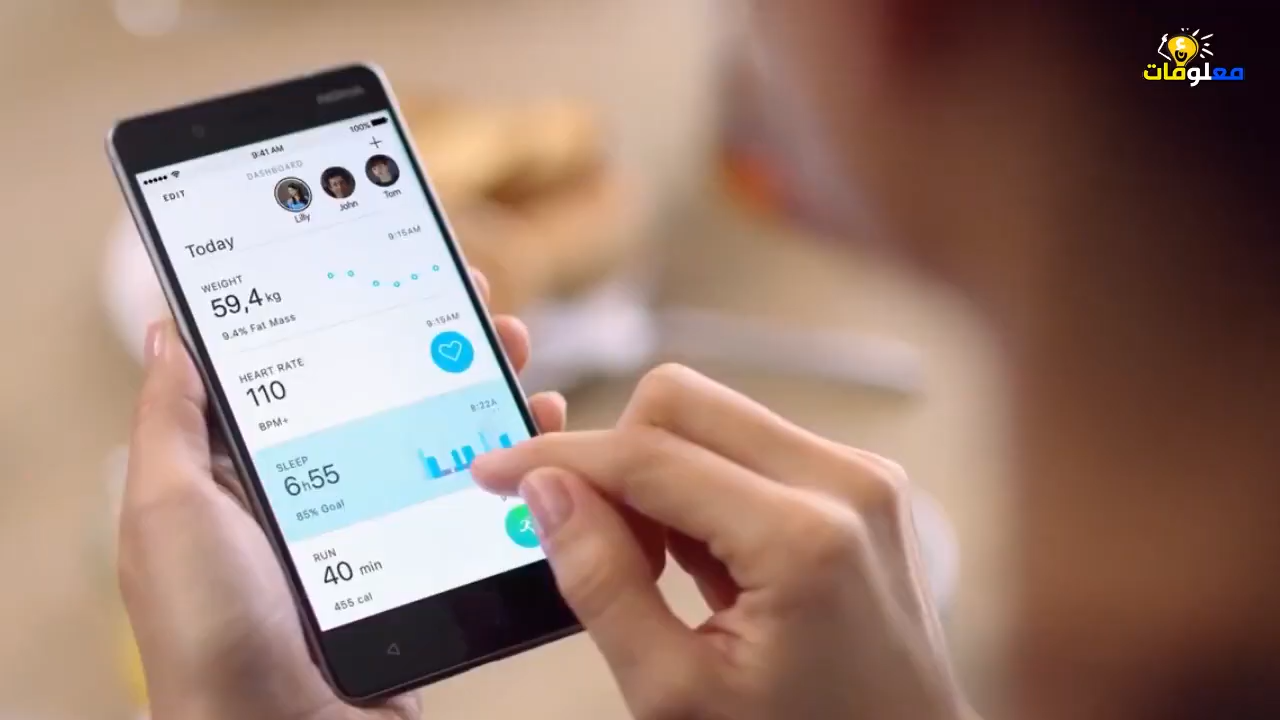 معلومات
NOKIA
100%
9:41 AM
DASHBOARD
EDIT
Lilly
John
Tom
Today
9:15AM
WEIGHT
59,4 kg
9.4% Fat Mass
9:15AM
HEART RATE
110
BPM+
8:22A
SLEEP
6h55
85% Goal
RUN
40 min
455 cal